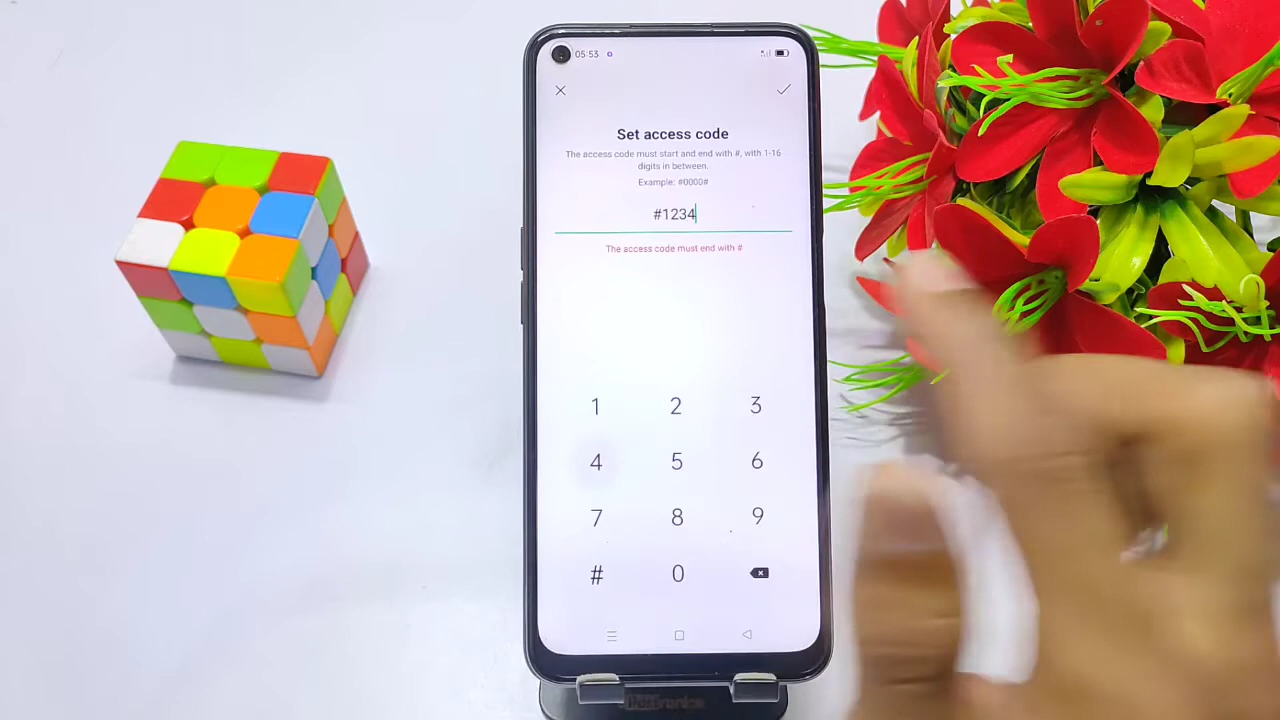 05:53
Set access code
The access code must start and end with #, with 1-16
digits in between.
Example: #0000#
#1234
The access code must end with #
1 2 3
4 5 6
7 8 9
# 0